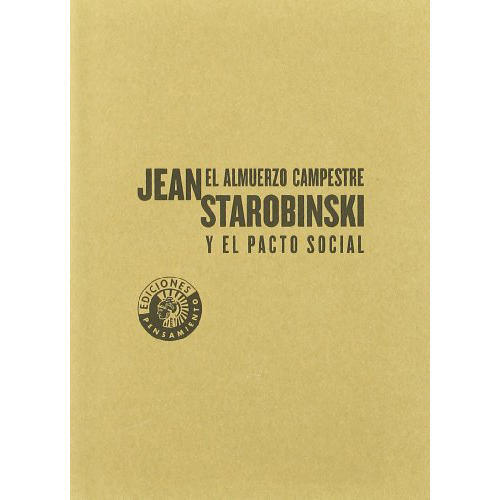 EL ALMUERZO CAMPESTRE
JEAN
STAROBINSKI
Y EL PACTO SOCIAL
EDICIONES
PENSAMIENTO